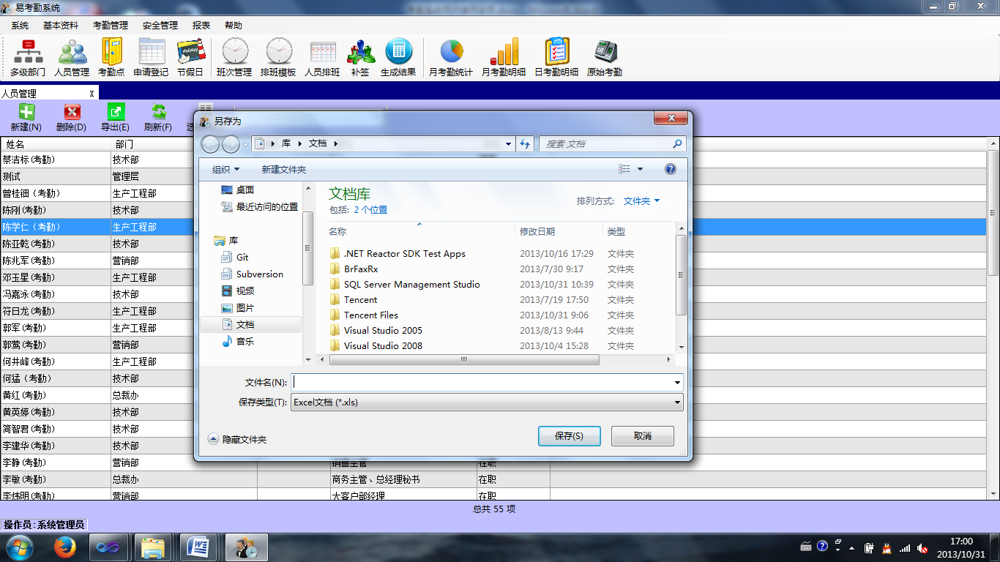 易考勤系统
系统 基本资料 考勤管理 安全管理 报表 帮助
多级部门 人员管理 考勤点 申请登记 节假日 班次管理 排班模板 人员排班 补签 生成结果 月考勤统计 月考勤明细 日考勤明细 原始考勤
人员管理 x
新建(N) 删除(D) 导出(E) 刷新(F)
姓名 部门
蔡洁标(考勤) 技术部
测试 管理层
曾桂钿（考勤） 生产工程部
陈刚(考勤) 技术部
陈学仁（考勤） 生产工程部
陈亚乾(考勤) 技术部
陈兆军(考勤) 营销部
邓玉星(考勤) 生产工程部
冯嘉泳(考勤) 技术部
符日龙(考勤) 生产工程部
郭军(考勤) 生产工程部
郭莺(考勤) 营销部
何井峰(考勤) 生产工程部
何猛（考勤） 技术部
黄红(考勤) 总裁办
黄英婷(考勤) 技术部
简智君(考勤) 技术部
李建华(考勤) 技术部
李静(考勤) 营销部 销售主管 在职
李敏(考勤) 总裁办 商务主管、总经理秘书 在职
李炜明(考勤) 营销部 大客户部经理 在职
另存为
库 文档 搜索 文档
组织 新建文件夹
桌面
最近访问的位置
库
Git
Subversion
视频
图片
文档
音乐
文档库
包括: 2 个位置
排列方式: 文件夹
名称 修改日期 类型
.NET Reactor SDK Test Apps 2013/10/16 17:29 文件夹
BrFaxRx 2013/7/30 9:17 文件夹
SQL Server Management Studio 2013/10/31 10:39 文件夹
Tencent 2013/7/19 17:50 文件夹
Tencent Files 2013/10/31 9:06 文件夹
Visual Studio 2005 2013/8/13 9:44 文件夹
Visual Studio 2008 2013/10/4 15:28 文件夹
文件名(N):
保存类型(T): Excel文档 (*.xls)
隐藏文件夹 保存(S) 取消
总共 55 项
操作员:系统管理员
17:00
2013/10/31